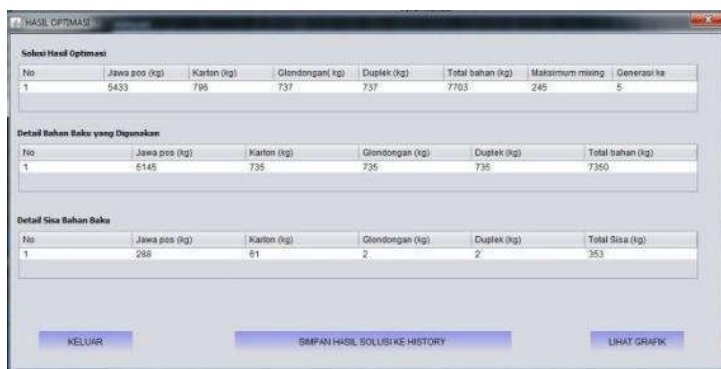 HASIL OPTIMASI
Solusi Hasil Optimasi
No Jawa pos (kg) Karton (kg) Glondongan( kg) Duplek (kg) Total bahan (kg) Maksimum mixing Generasi ke
1 5433 796 737 737 7703 245 5
Detail Bahan Baku yang Digunakan
No Jawa pos (kg) Karton (kg) Glondongan (kg) Duplek (kg) Total bahan (kg)
1 5145 735 735 735 7350
Detail Sisa Bahan Baku
No Jawa pos (kg) Karton (kg) Glondongan (kg) Duplek (kg) Total Sisa (kg)
1 288 61 2 2 353
KELUAR SIMPAN HASIL SOLUSI KE HISTORY LIHAT GRAFIK